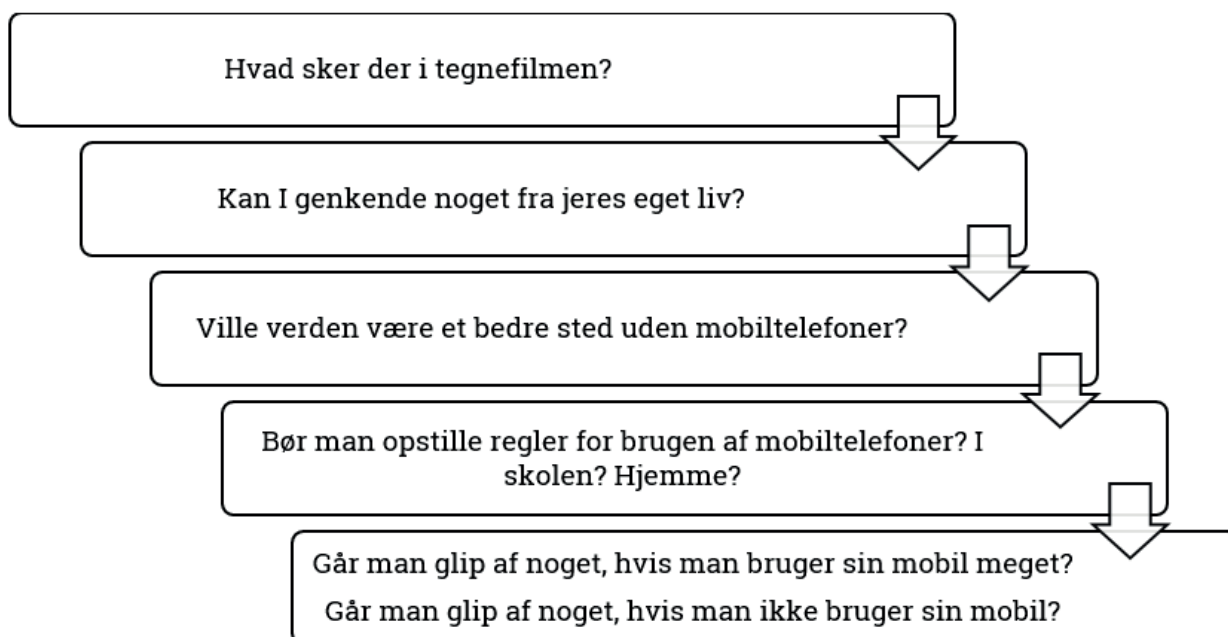 Hvad sker der i tegnefilmen?
Kan I genkende noget fra jeres eget liv?
Ville verden være et bedre sted uden mobiltelefoner?
Bør man opstille regler for brugen af mobiltelefoner? I
skolen? Hjemme?
Går man glip af noget, hvis man bruger sin mobil meget?
Går man glip af noget, hvis man ikke bruger sin mobil?